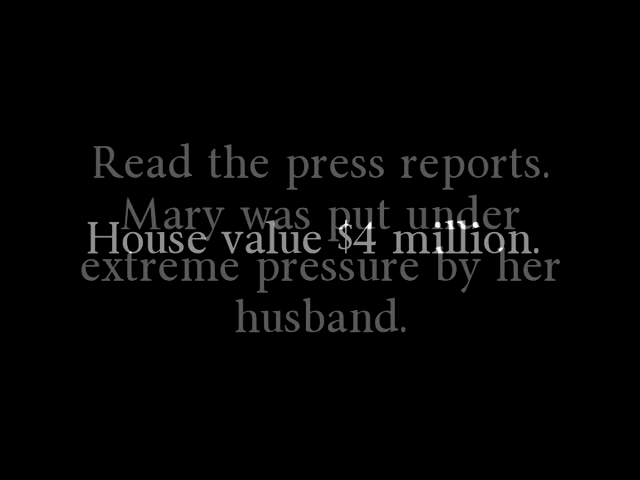 Read the press reports.
Mary was put under
House value $4 million.
extreme pressure by her
husband.